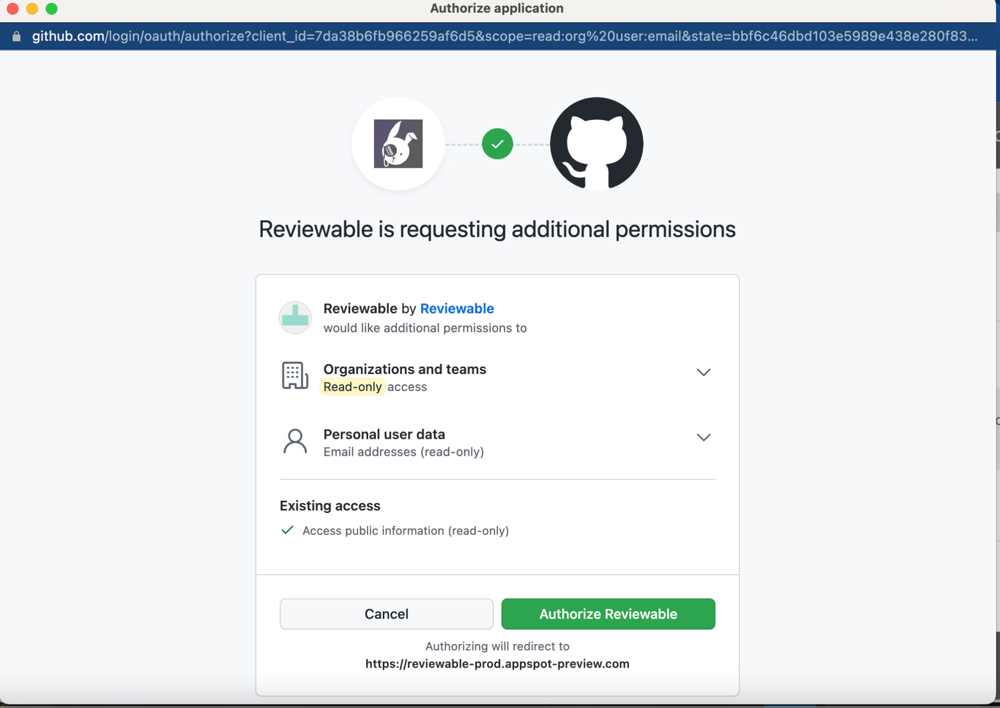 Authorize application
github.com/login/oauth/authorize?client_id=7da38b6fb966259af6d5&scope=read:org%20user:email&state=bbf6c46dbd103e5989e438e280f83...
Reviewable is requesting additional permissions
Reviewable by Reviewable
would like additional permissions to
Organizations and teams
Read-only access
Personal user data
Email addresses (read-only)
Existing access
Access public information (read-only)
Cancel
Authorize Reviewable
Authorizing will redirect to
https://reviewable-prod.appspot-preview.com